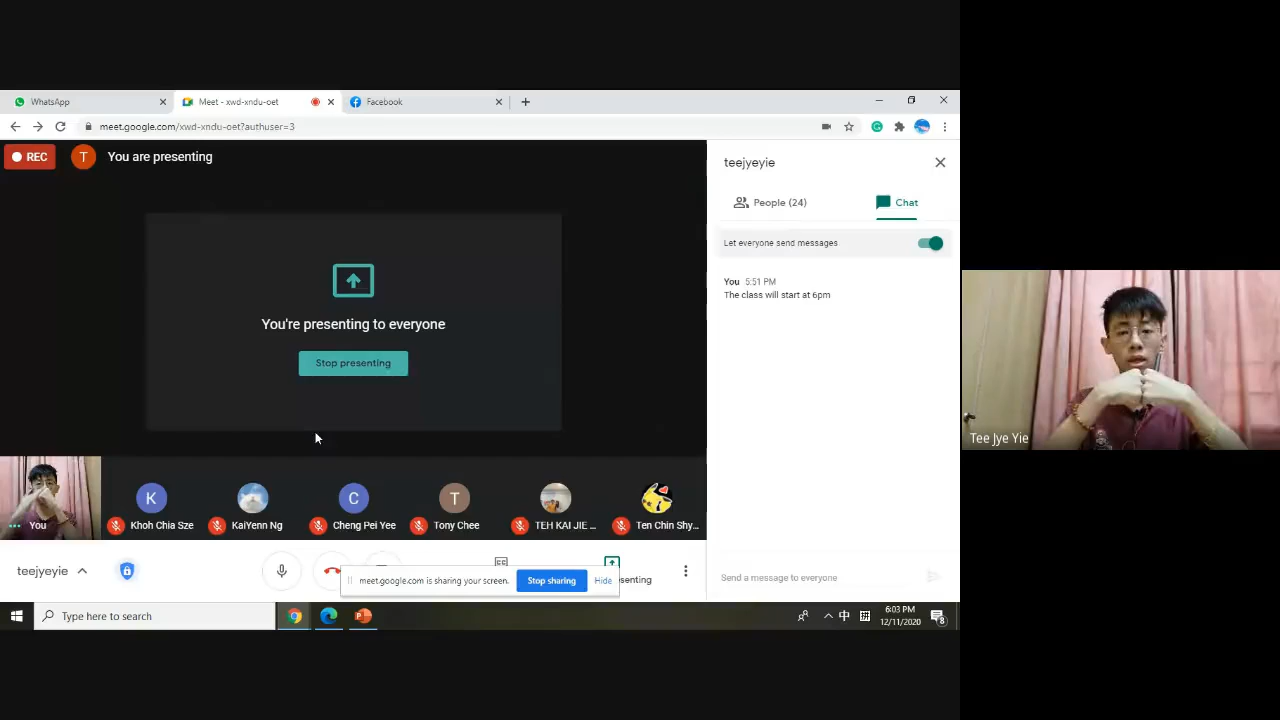 WhatsApp
Meet - xwd-xndu-oet
Facebook
meet.google.com/xwd-xndu-oet?authuser=3
REC
T
You are presenting
teejyeyie
People (24)
Chat
Let everyone send messages
You 5:51 PM
The class will start at 6pm
You're presenting to everyone
Stop presenting
Tee Jye Yie
You
K
Khoh Chia Sze
KaiYenn Ng
C
Cheng Pei Yee
T
Tony Chee
TEH KAI JIE ...
Ten Chin Shy...
teejyeyie
meet.google.com is sharing your screen.
Stop sharing
Hide
Send a message to everyone
Type here to search
中
6:03 PM
12/11/2020
8